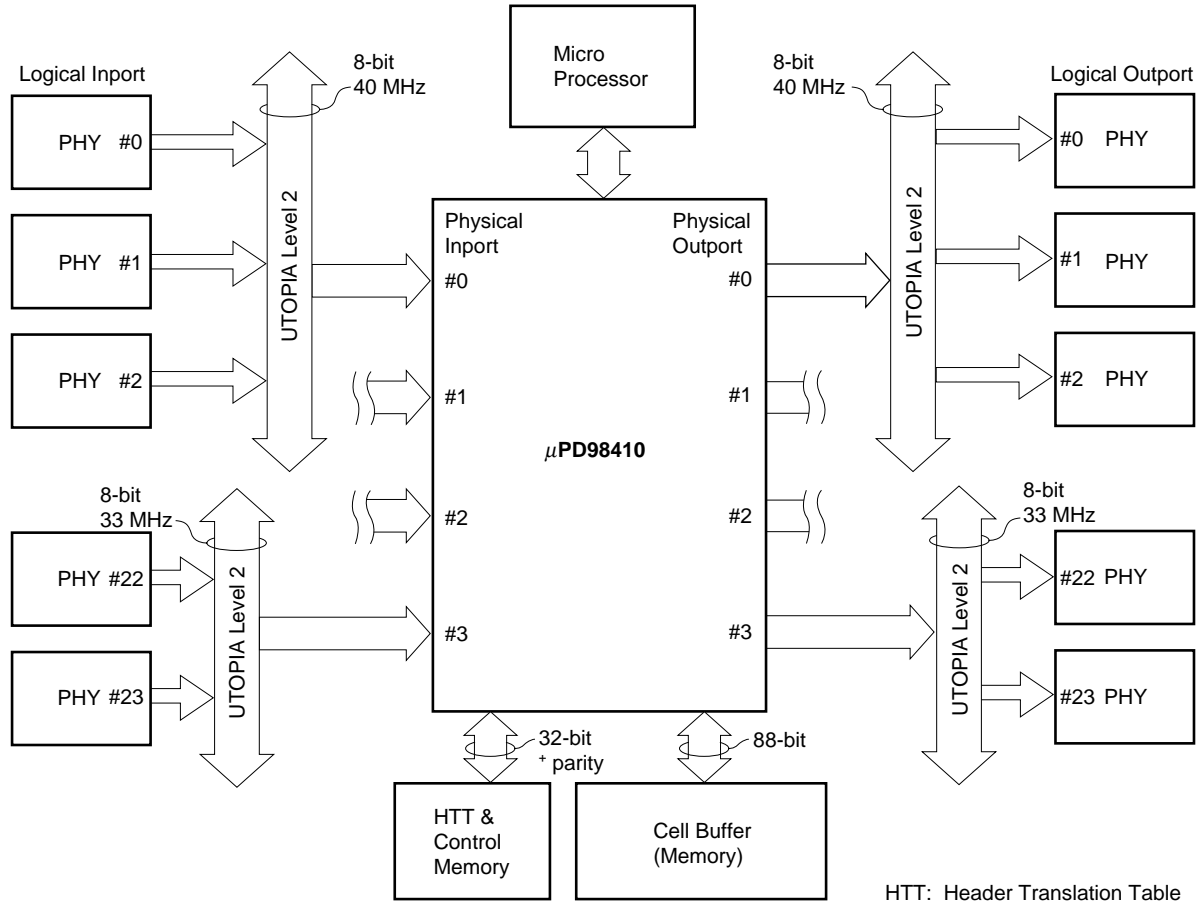 Micro
Processor
Logical Inport
8-bit
40 MHz
8-bit
40 MHz
Logical Outport
PHY #0
PHY #1
PHY #2
UTOPIA Level 2
Physical
Inport
#0
#1
#2
#3
Physical
Outport
#0
#1
#2
#3
µPD98410
UTOPIA Level 2
#0 PHY
#1 PHY
#2 PHY
8-bit
33 MHz
PHY #22
PHY #23
UTOPIA Level 2
8-bit
33 MHz
UTOPIA Level 2
#22 PHY
#23 PHY
32-bit
+ parity
88-bit
HTT &
Control
Memory
Cell Buffer
(Memory)
HTT: Header Translation Table